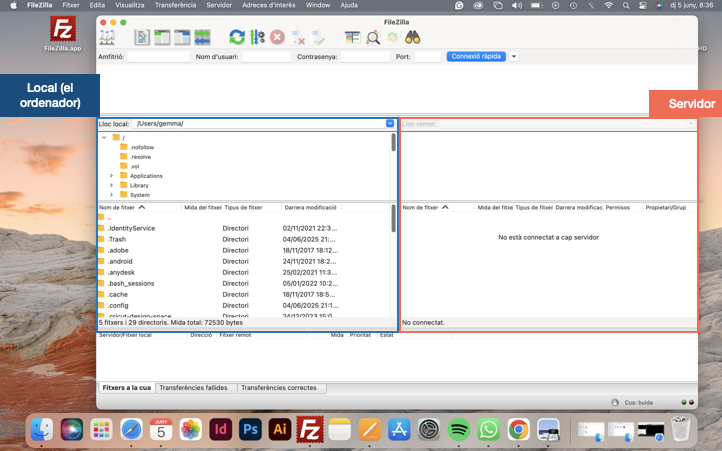 FileZilla Fitxer Edita Visualitza Transferència Servidor Adreces d'interès Window Ajuda dj 5 juny, 8:36
FileZilla
FileZilla.app
HD
Amfitrió: Nom d'usuari: Contrasenya: Port: Connexió ràpida
Local (el
ordenador)
Servidor
Lloc local: /Users/gemma/
Lloc remot:
/
.nofollow
.resolve
.vol
Applications
Library
System
Nom de fitxer Mida del fitxer Tipus de fitxer Darrera modificació
Nom de fitxer Mida del fitxe Tipus de fitxer Darrera modificac Permisos Propietari/Grup
..
.IdentityService Directori 02/11/2021 22:3...
.Trash Directori 04/06/2025 21:...
.adobe Directori 18/11/2017 18:12...
.android Directori 24/11/2021 18:2...
.anydesk Directori 25/02/2021 11:3...
.bash_sessions Directori 05/01/2022 10:2...
.cache Directori 18/11/2017 18:5...
.config Directori 04/06/2025 21:1...
.cricut-design-space Directori 24/12/2023 15:0
No està connectat a cap servidor
5 fitxers i 29 directoris. Mida total: 72530 bytes
No connectat.
Servidor/Fitxer local Direcció Fitxer remot Mida Prioritat Estat
Fitxers a la cua Transferències fallides Transferències correctes
Cua: buida
JUNY
5
Id
Ps
Ai
Fz